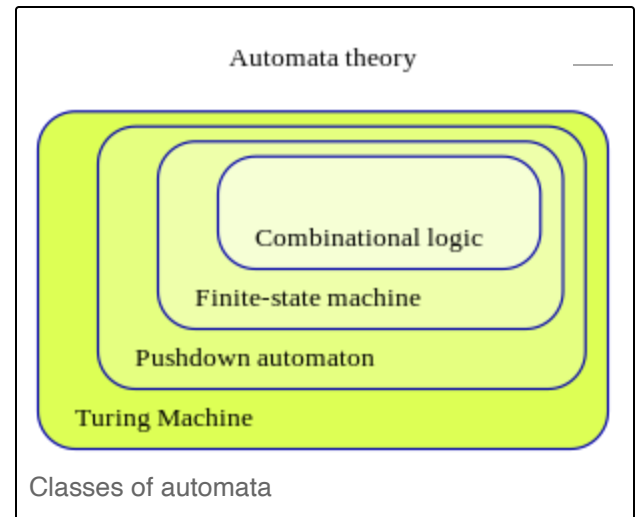 Automata theory
Combinational logic
Finite-state machine
Pushdown automaton
Turing Machine
Classes of automata